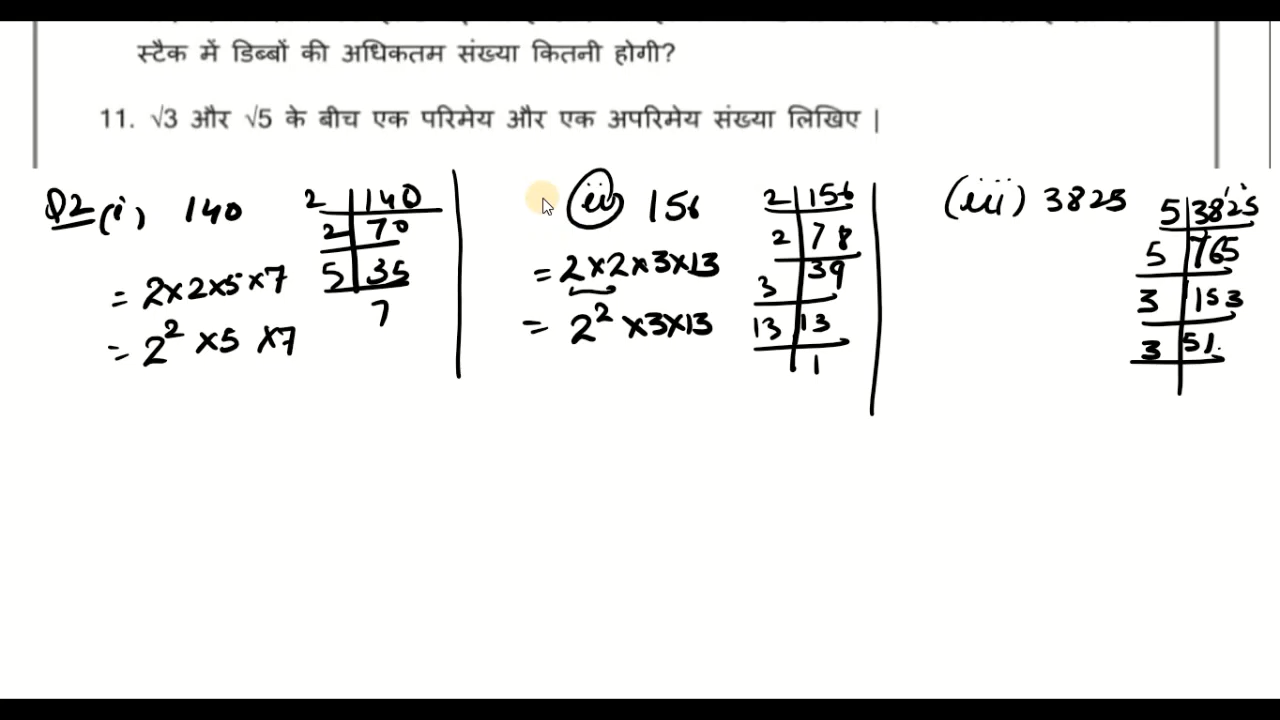 स्टैक में डिब्बों की अधिकतम संख्या कितनी होगी?
11. √3 और √5 के बीच एक परिमेय और एक अपरिमेय संख्या लिखिए |
Q2 (i) 140
2 | 140
2 | 70
5 | 35
7
= 2×2×5×7
= 2² ×5 ×7
(ii) 156
2 | 156
2 | 78
3 | 39
13 | 13
1
= 2×2×3×13
= 2² ×3×13
(iii) 3825
5 | 3825
5 | 765
3 | 153
3 | 51